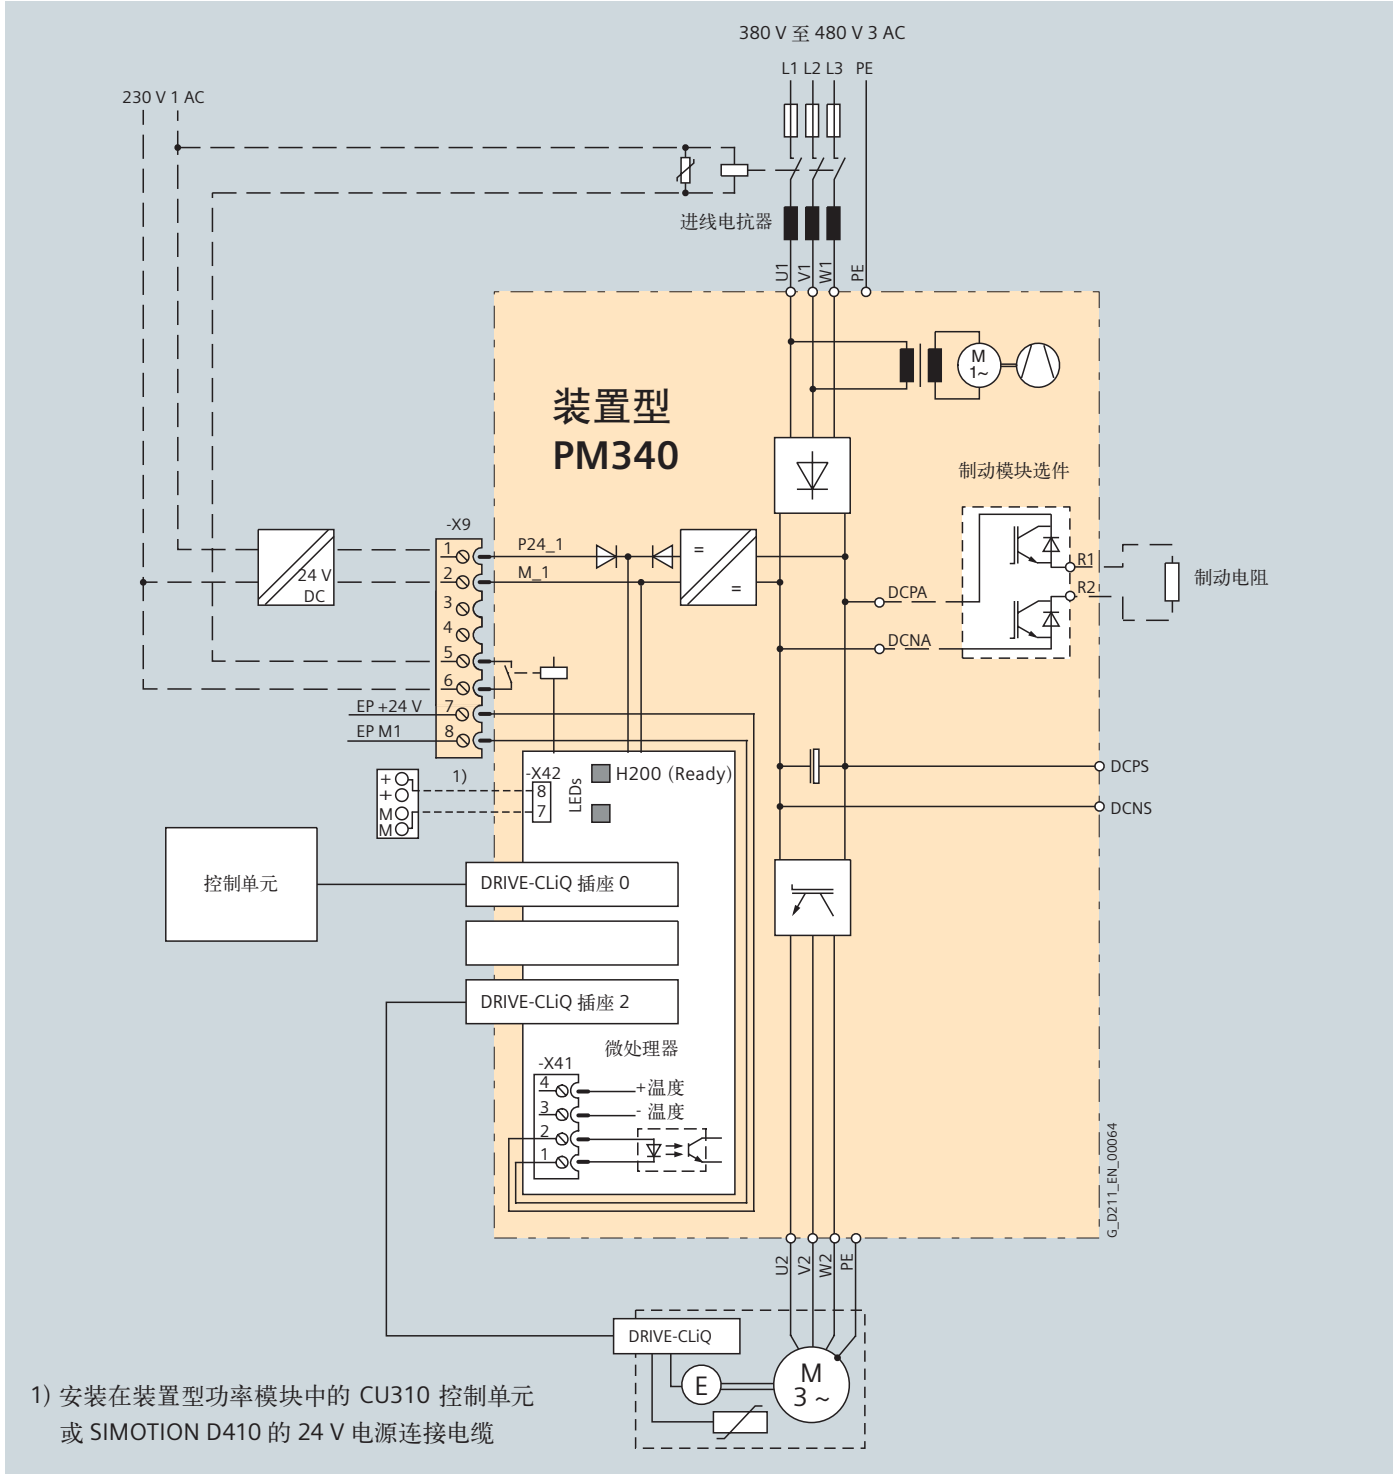 380 V 至 480 V 3 AC
L1 L2 L3 PE
230 V 1 AC
进线电抗器
U1
V1
W1
PE
M
1~
装置型
PM340
制动模块选件
-X9
1
2
3
4
5
6
7
8
P24_1
M_1
24 V
DC
=
=
R1
R2
制动电阻
DCPA
DCNA
EP +24 V
EP M1
DCPS
DCNS
+
+
M
M
1)
-X42
8
7
LEDs
H200 (Ready)
控制单元
DRIVE-CLiQ 插座 0
DRIVE-CLiQ 插座 2
微处理器
-X41
4
3
2
1
+温度
- 温度
G_D211_EN_00064
U2
V2
W2
PE
DRIVE-CLiQ
E
M
3 ~
1) 安装在装置型功率模块中的 CU310 控制单元
或 SIMOTION D410 的 24 V 电源连接电缆